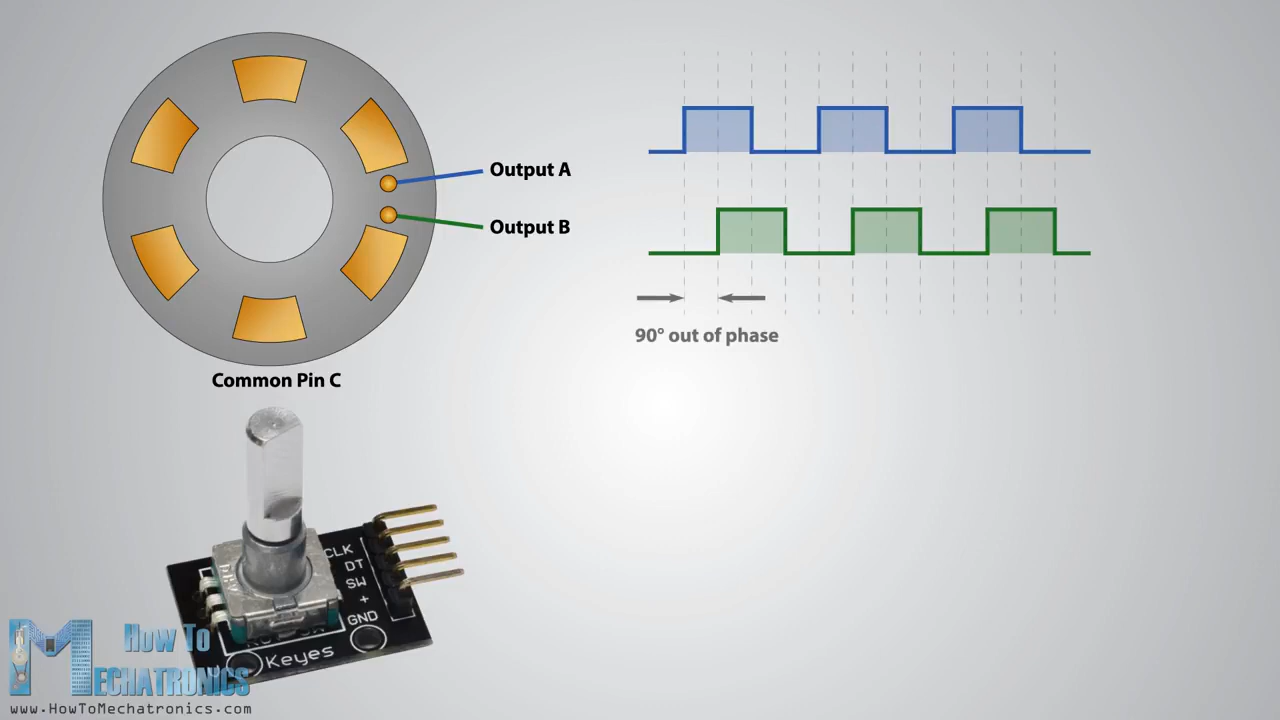 Output A
Output B
Common Pin C
90° out of phase
CLK
DT
SW
+
GND
Keyes
How To
MECHATRONICS
www.HowToMechatronics.com